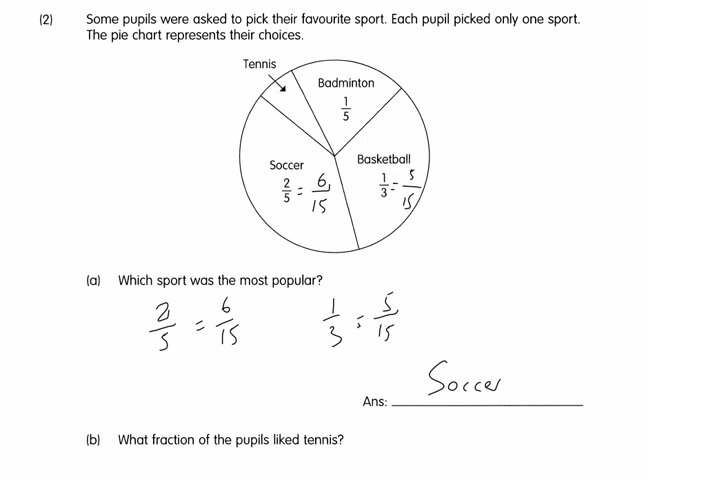 (2) Some pupils were asked to pick their favourite sport. Each pupil picked only one sport.
The pie chart represents their choices.
Tennis
Badminton
1/5
Soccer
2/5 = 6/15
Basketball
1/3 = 5/15
(a) Which sport was the most popular?
2/5 = 6/15 1/3 = 5/15
Ans: Soccer
(b) What fraction of the pupils liked tennis?